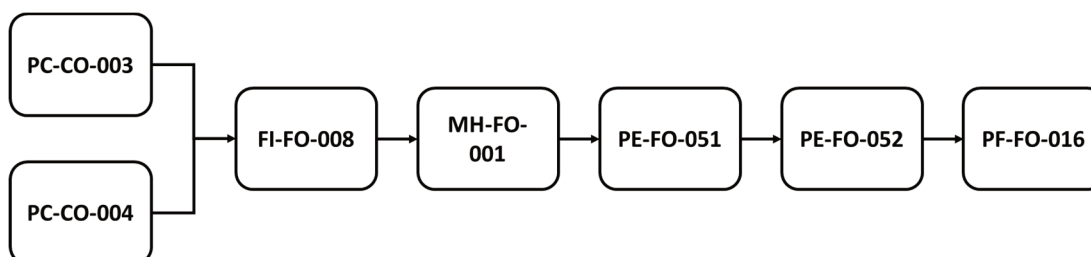 PC-CO-003
PC-CO-004
FI-FO-008
MH-FO-
001
PE-FO-051
PE-FO-052
PF-FO-016